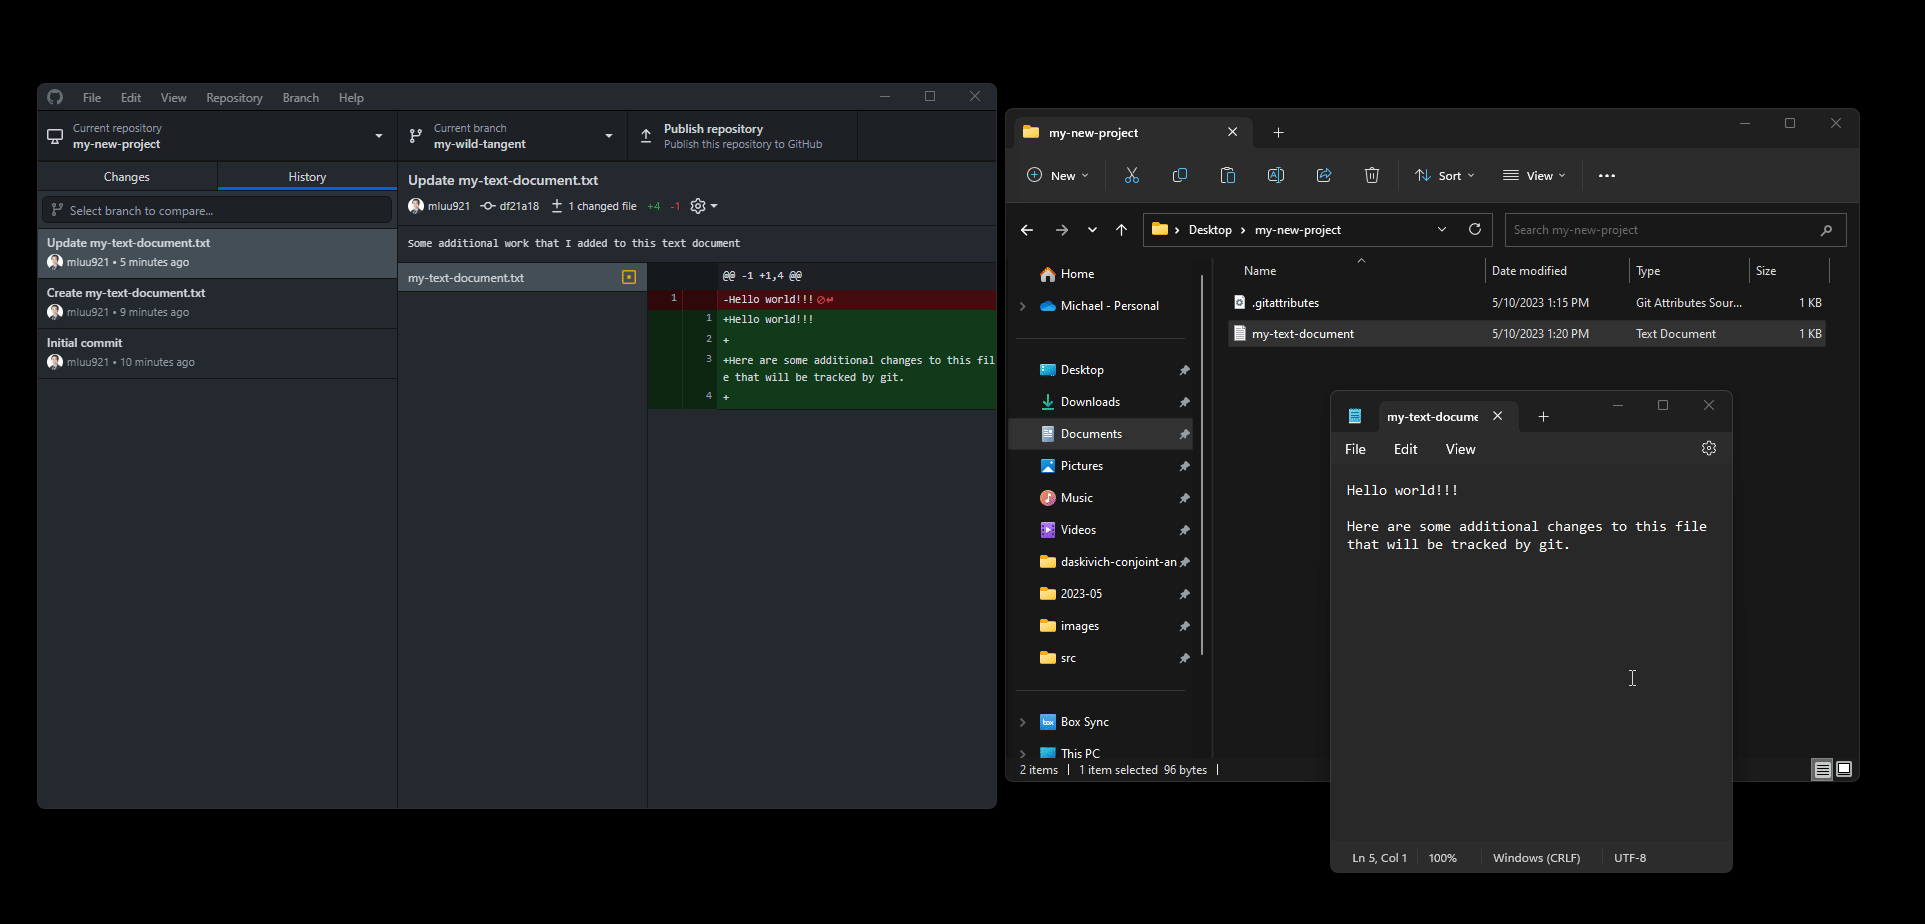 File Edit View Repository Branch Help
Current repository
my-new-project
Current branch
my-wild-tangent
Publish repository
Publish this repository to GitHub
Changes
History
Select branch to compare...
Update my-text-document.txt
mluu921 • 5 minutes ago
Create my-text-document.txt
mluu921 • 9 minutes ago
Initial commit
mluu921 • 10 minutes ago
Update my-text-document.txt
mluu921 df21a18 1 changed file +4 -1
Some additional work that I added to this text document
my-text-document.txt
@@ -1 +1,4 @@
1 -Hello world!!!
1 +Hello world!!!
2 +
3 +Here are some additional changes to this fil
e that will be tracked by git.
4 +
my-new-project
New
Sort
View
Desktop
my-new-project
Search my-new-project
Home
Michael - Personal
Desktop
Downloads
Documents
Pictures
Music
Videos
daskivich-conjoint-an
2023-05
images
src
box
Box Sync
This PC
Name Date modified Type Size
.gitattributes 5/10/2023 1:15 PM Git Attributes Sour... 1 KB
my-text-document 5/10/2023 1:20 PM Text Document 1 KB
2 items 1 item selected 96 bytes
my-text-docume
File Edit View
Hello world!!!
Here are some additional changes to this file
that will be tracked by git.
Ln 5, Col 1 100% Windows (CRLF) UTF-8